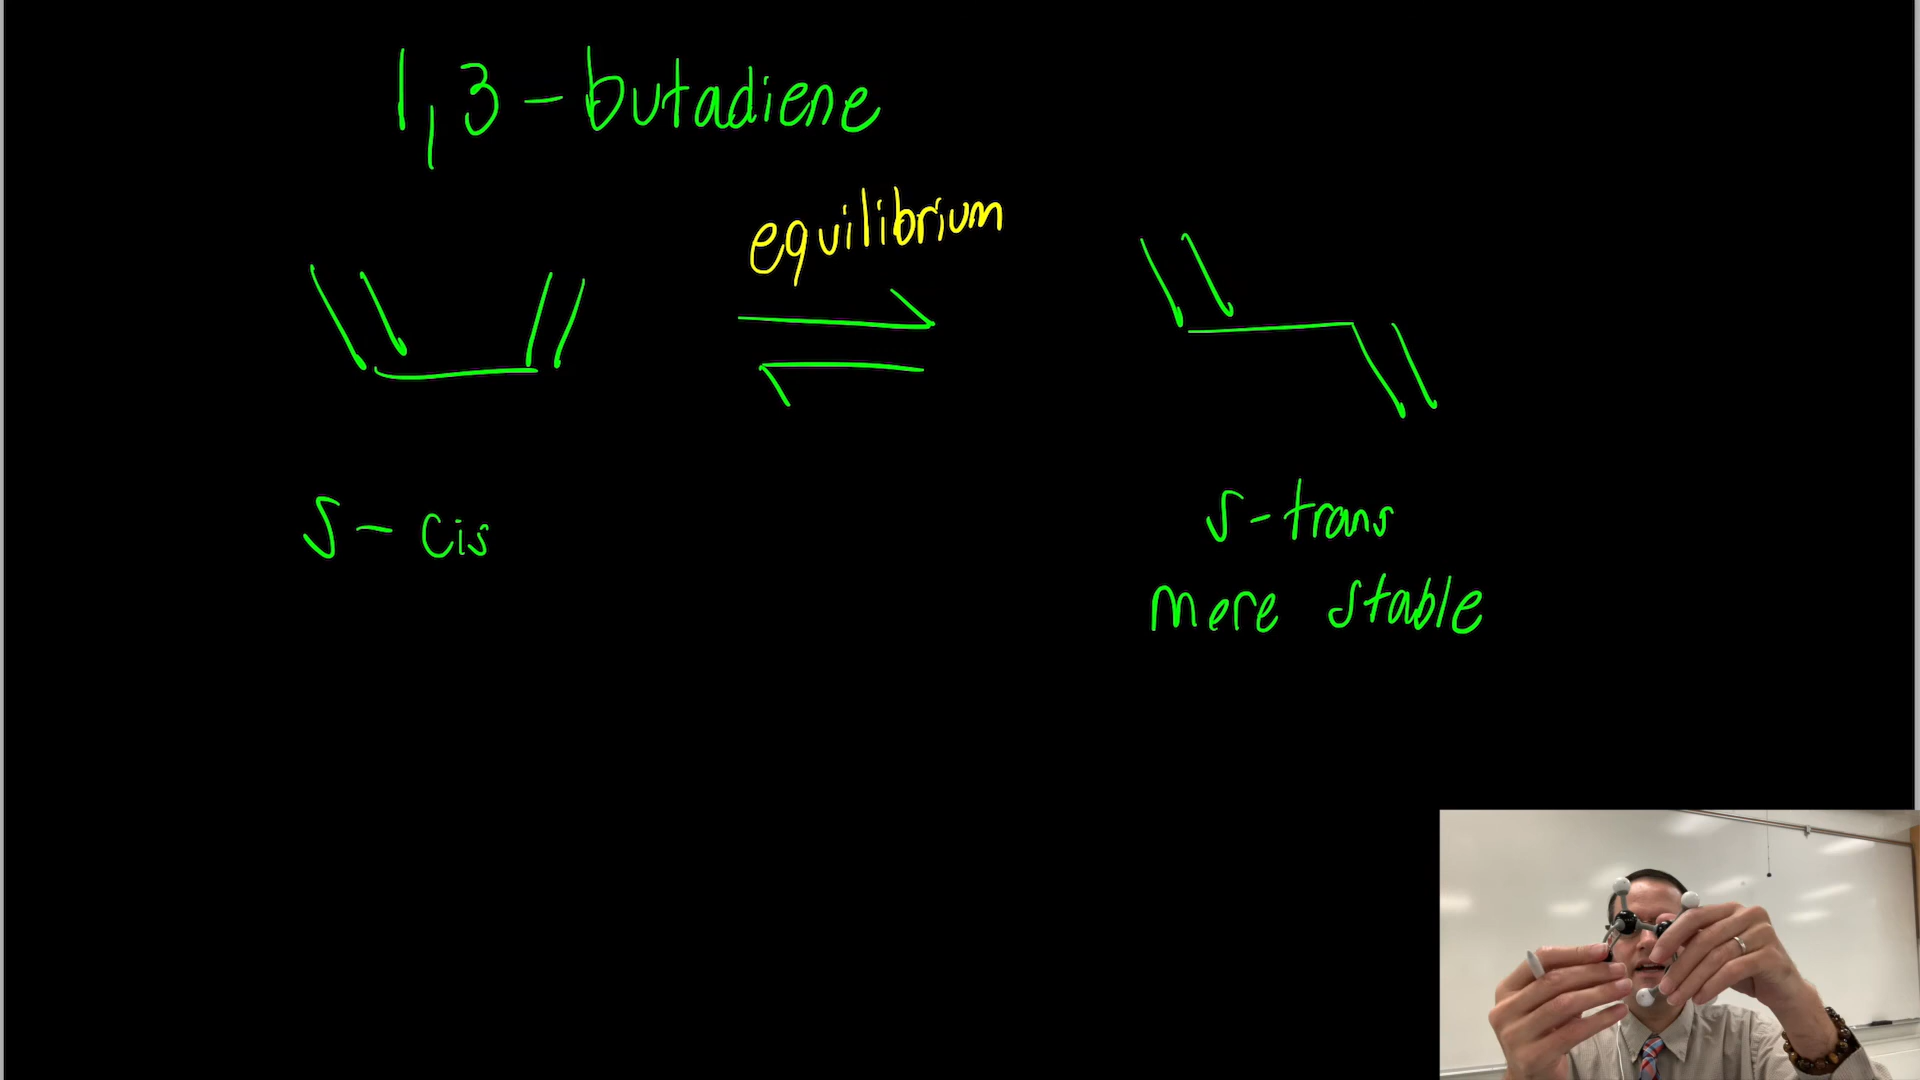 1,3-butadiene
equilibrium
s-cis
s-trans
more stable